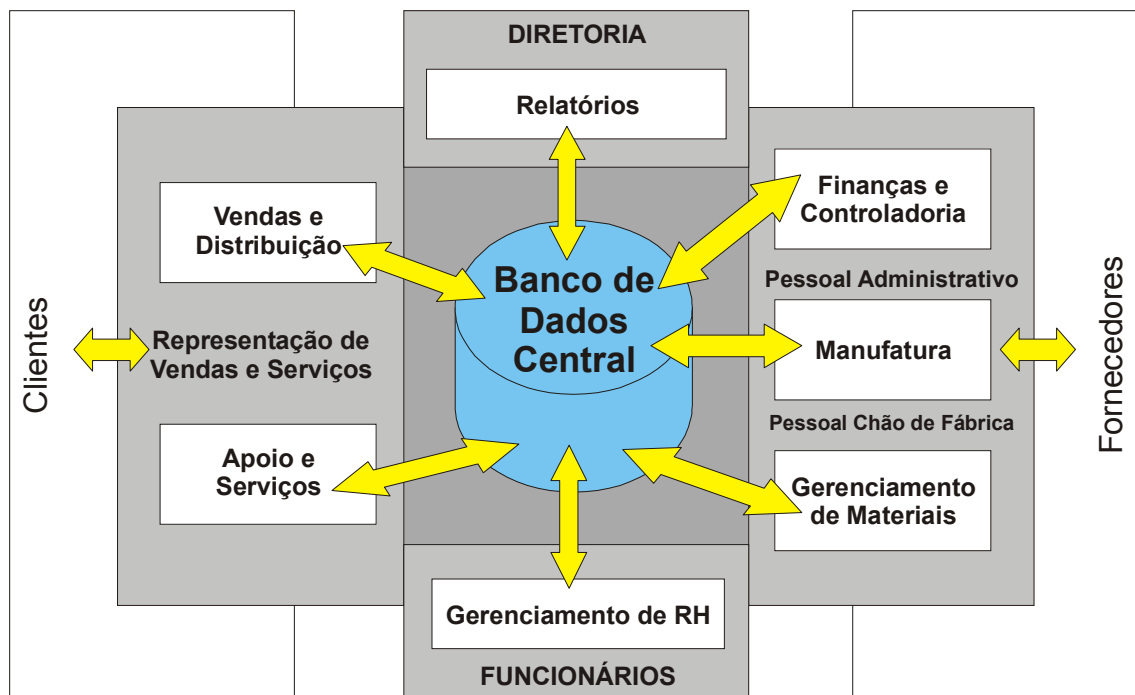 DIRETORIA
Relatórios
Clientes
Vendas e
Distribuição
Representação de
Vendas e Serviços
Apoio e
Serviços
Banco de
Dados
Central
Finanças e
Controladoria
Pessoal Administrativo
Manufatura
Pessoal Chão de Fábrica
Gerenciamento
de Materiais
Fornecedores
Gerenciamento de RH
FUNCIONÁRIOS